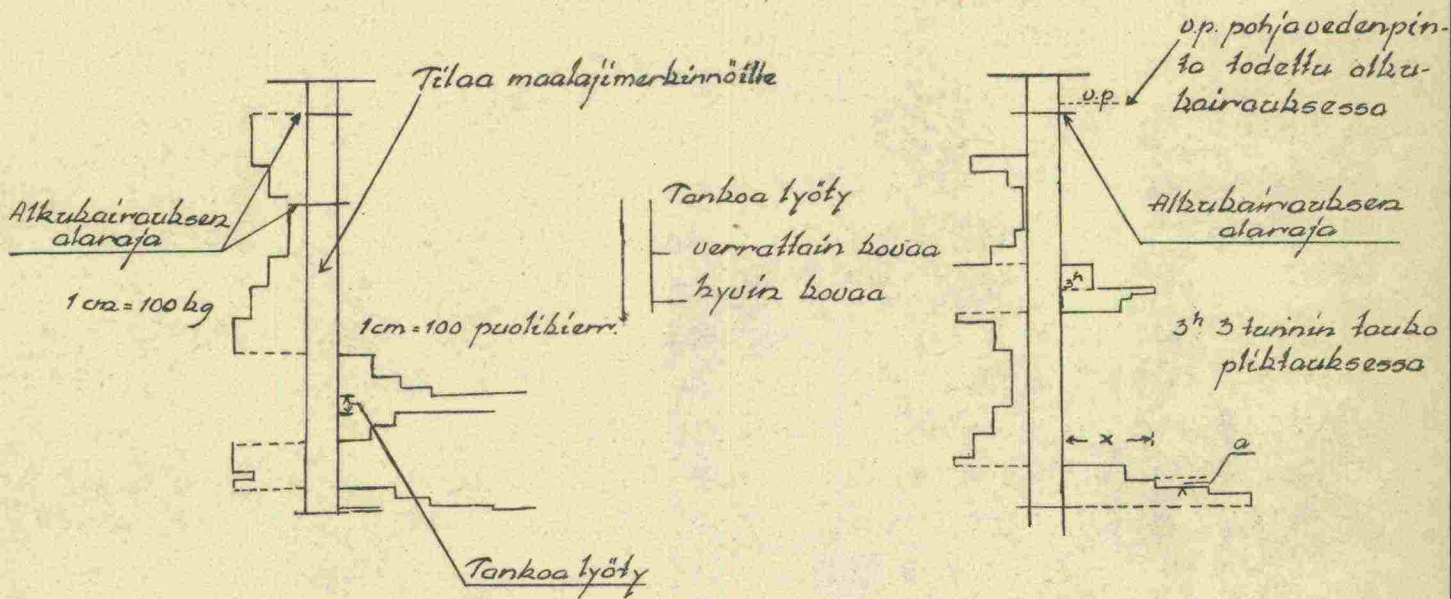 Tilaa maalajimerkinnöille
Alkukairauksen
alaraja
1 cm = 100 kg
1 cm = 100 puolikierr.
Tankoa lyöty
verrattain kovaa
hyvin kovaa
Tankoa lyöty
v.p. pohjavedenpin-
ta todettu alku-
kairauksessa
v.p
Alkukairauksen
alaraja
3h
3h 3 tunnin tauko
pliktauksessa
x
a